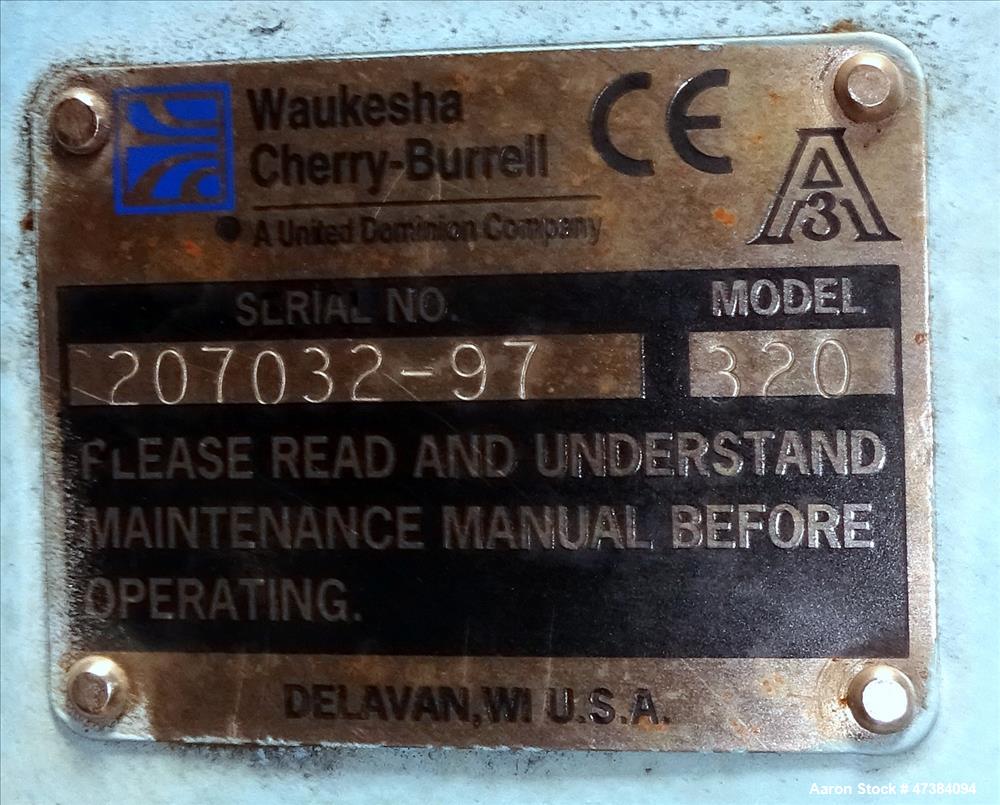 Waukesha
Cherry-Burrell
CE
A United Dominion Company
A
3
SERIAL NO. MODEL
207032-97 320
PLEASE READ AND UNDERSTAND
MAINTENANCE MANUAL BEFORE
OPERATING.
DELAVAN, WI U.S.A.
Aaron Stock # 47384094